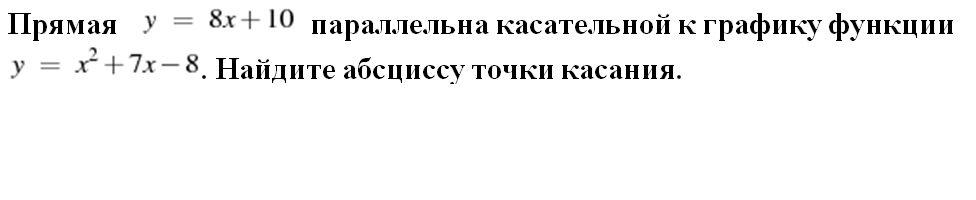 Прямая y = 8x+10 параллельна касательной к графику функции
y = x²+7x−8. Найдите абсциссу точки касания.